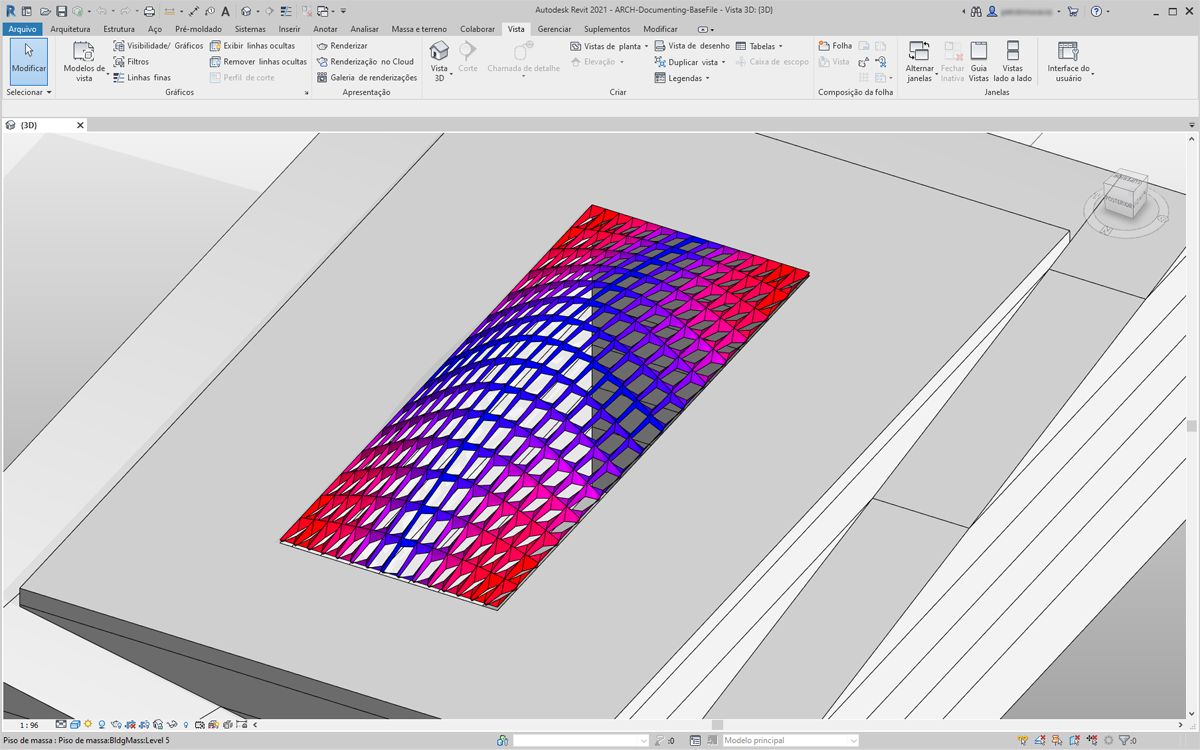 Autodesk Revit 2021 - ARCH-Documenting-BaseFile - Vista 3D: {3D}
Arquivo Arquitetura Estrutura Aço Pré-moldado Sistemas Inserir Anotar Analisar Massa e terreno Colaborar Vista Gerenciar Suplementos Modificar
Modificar
Selecionar
Modelos de vista
Visibilidade/ Gráficos
Filtros
Linhas finas
Exibir linhas ocultas
Remover linhas ocultas
Perfil de corte
Gráficos
Renderizar
Renderização no Cloud
Galeria de renderizações
Apresentação
Vista 3D
Corte
Chamada de detalhe
Vistas de planta
Elevação
Vista de desenho
Duplicar vista
Legendas
Tabelas
Caixa de escopo
Criar
Folha
Vista
Composição da folha
Alternar janelas
Fechar Inativa
Guia Vistas
Vistas lado a lado
Janelas
Interface do usuário
{3D}
POSTERIOR
1 : 96
Piso de massa : Piso de massa:BldgMass:Level 5
:0
Modelo principal
:0